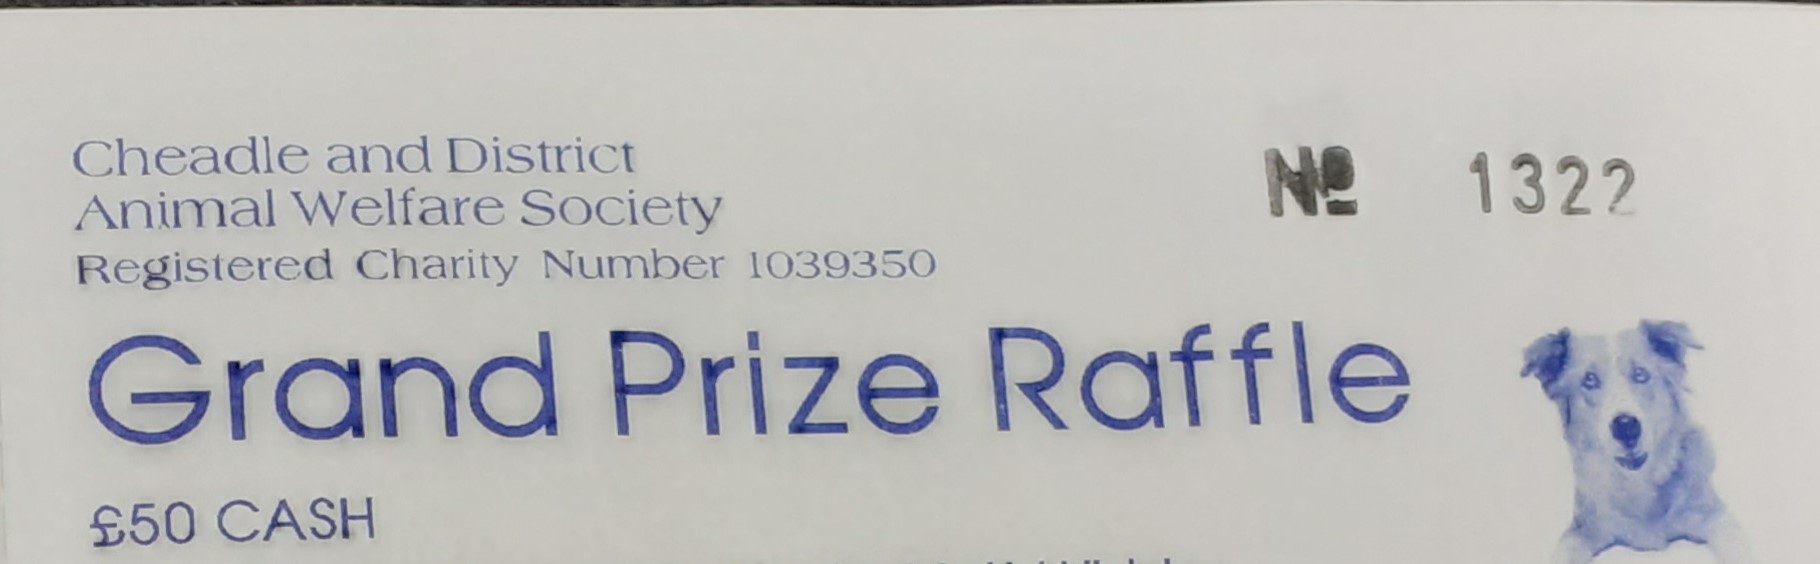 Cheadle and District
Animal Welfare Society
Registered Charity Number 1039350
Nº 1322
Grand Prize Raffle
£50 CASH